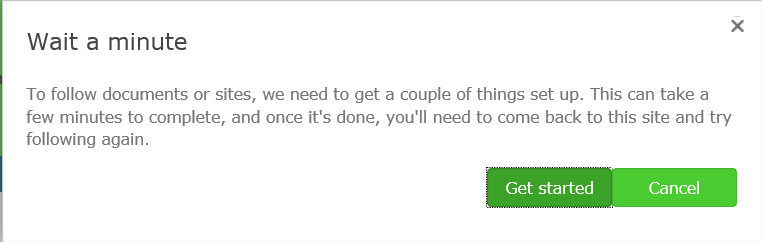 Wait a minute
To follow documents or sites, we need to get a couple of things set up. This can take a
few minutes to complete, and once it's done, you'll need to come back to this site and try
following again.
Get started
Cancel